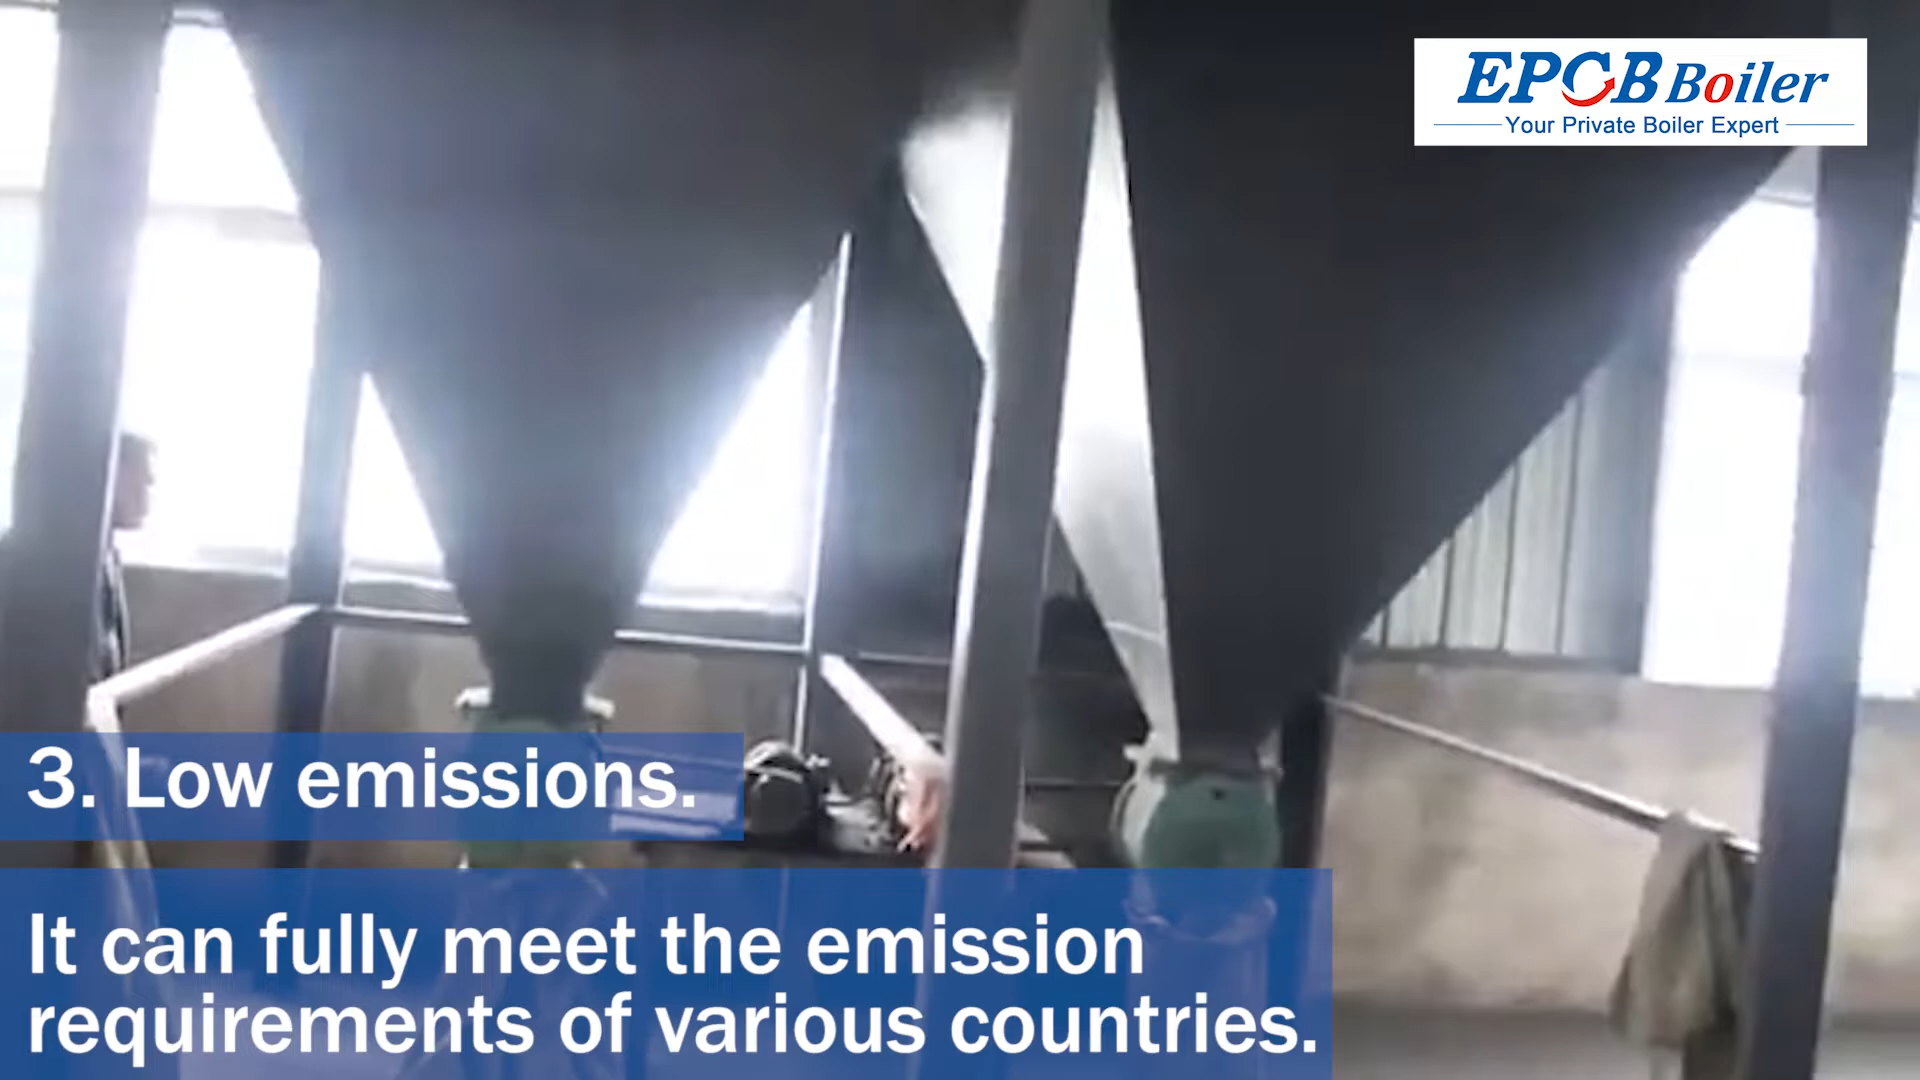 EPCB Boiler
Your Private Boiler Expert
3. Low emissions.
It can fully meet the emission
requirements of various countries.